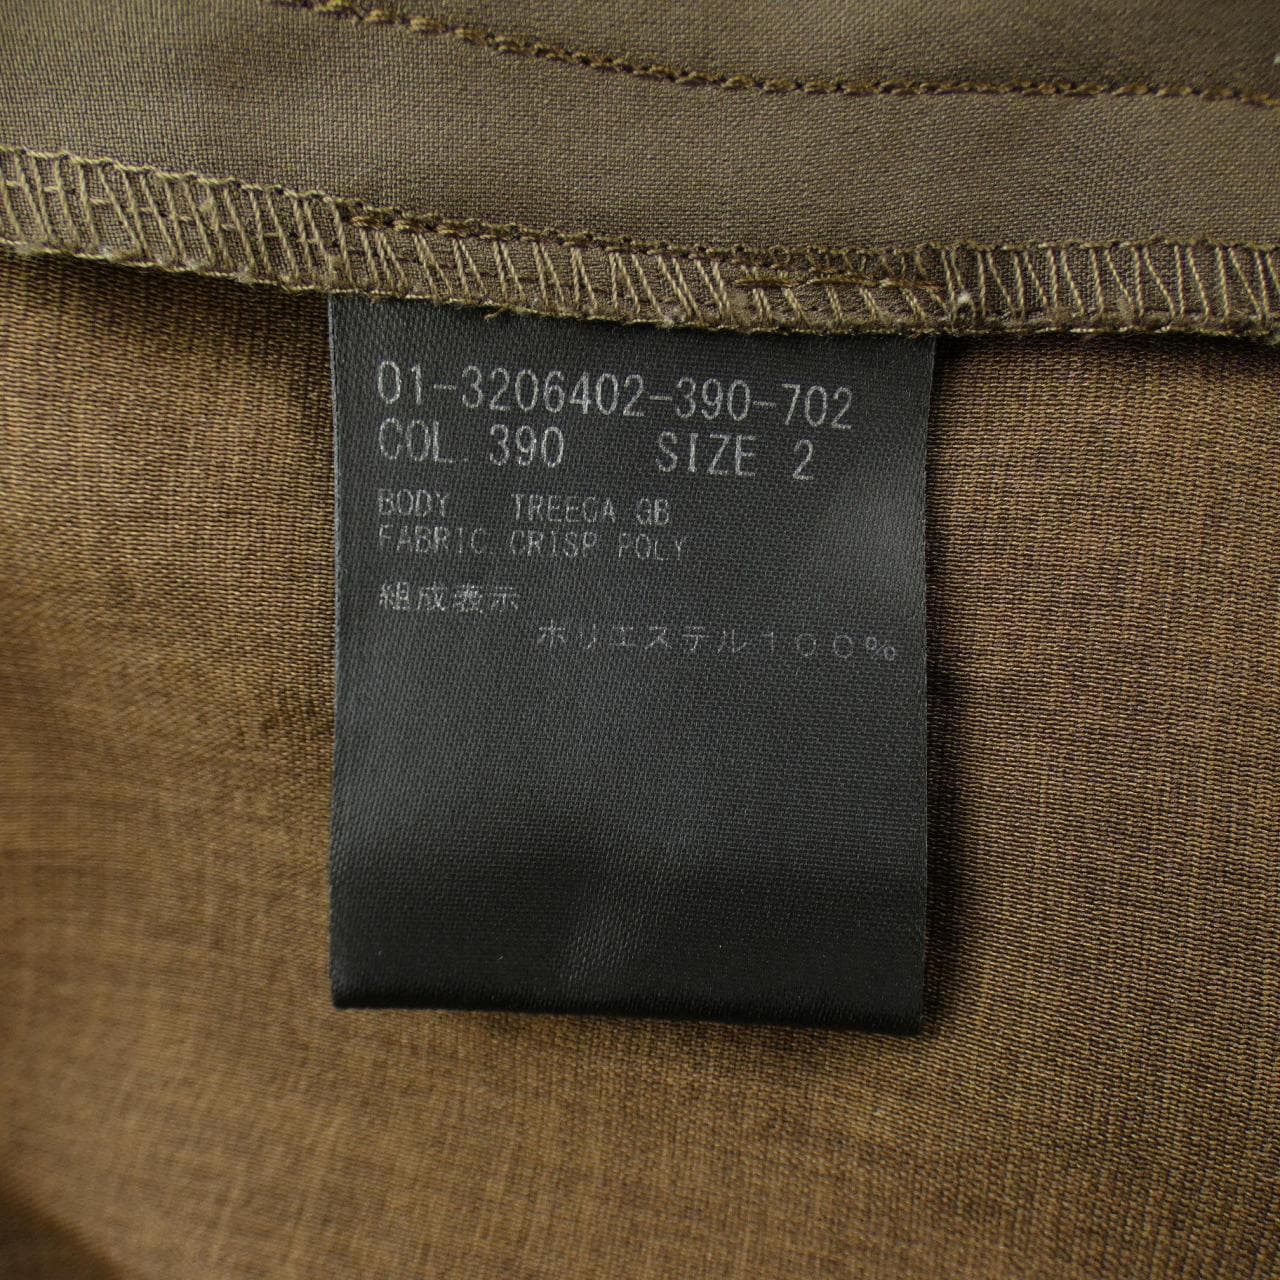 01-3206402-390-702
COL. 390 SIZE 2
BODY TREECA GB
FABRIC CRISP POLY
組成表示
ポリエステル100%